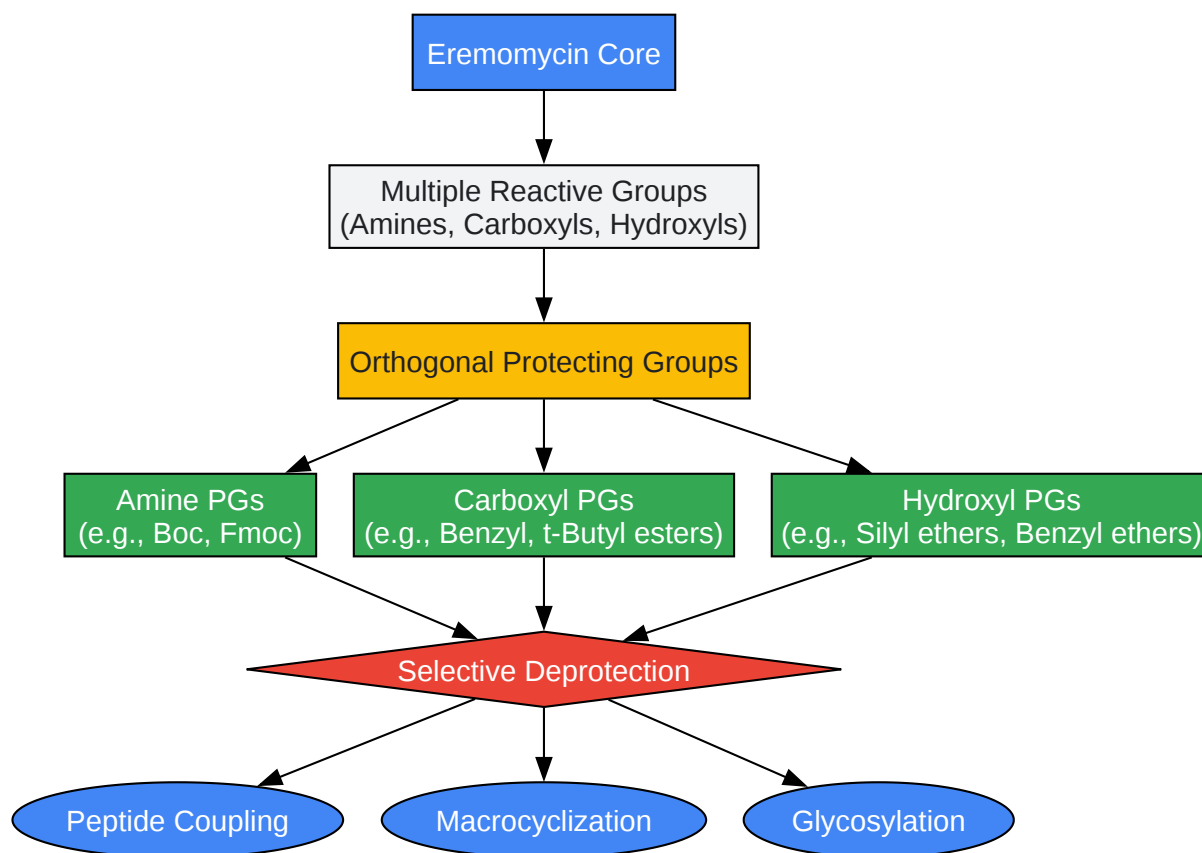 Eremomycin Core
Multiple Reactive Groups
(Amines, Carboxyls, Hydroxyls)
Orthogonal Protecting Groups
Amine PGs
(e.g., Boc, Fmoc)
Carboxyl PGs
(e.g., Benzyl, t-Butyl esters)
Hydroxyl PGs
(e.g., Silyl ethers, Benzyl ethers)
Selective Deprotection
Peptide Coupling
Macrocyclization
Glycosylation